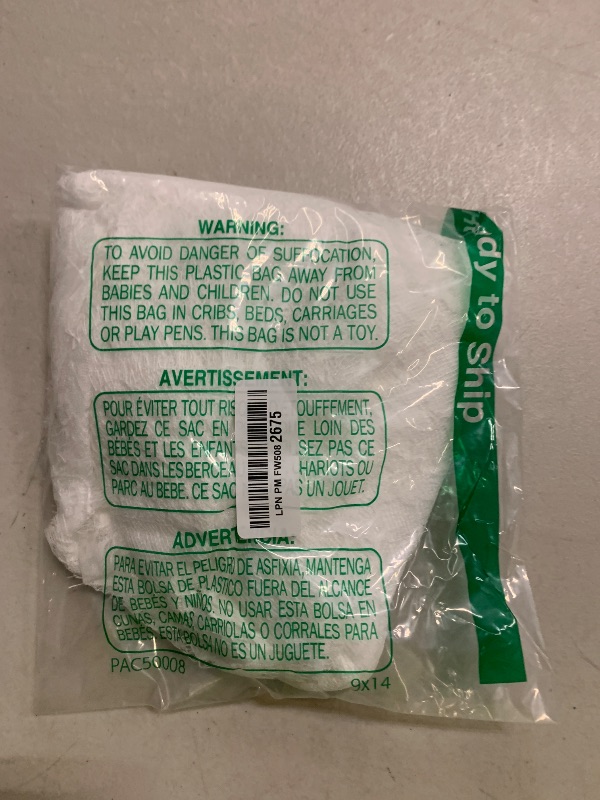 WARNING:
TO AVOID DANGER OF SUFFOCATION,
KEEP THIS PLASTIC BAG AWAY FROM
BABIES AND CHILDREN. DO NOT USE
THIS BAG IN CRIBS, BEDS, CARRIAGES
OR PLAY PENS. THIS BAG IS NOT A TOY.
AVERTISSEMENT:
POUR ÉVITER TOUT RIS OUFFEMENT,
GARDEZ CE SAC EN E LOIN DES
BÉBÉS ET LES ENFAN SEZ PAS CE
SAC DANS LES BERCEA HARIOTS OU
PARC AU BEBE. CE SAC S UN JOUET.
LPN PM FW508 2675
ADVERTENCIA:
PARA EVITAR EL PELIGRO DE ASFIXIA, MANTENGA
ESTA BOLSA DE PLASTICO FUERA DEL ALCANCE
DE BEBÉS Y NIÑOS. NO USAR ESTA BOLSA EN
CUNAS, CAMAS, CARRIOLAS O CORRALES PARA
BEBÉS. ESTA BOLSA NO ES UN JUGUETE.
PAC50008
9x14
dy to Ship